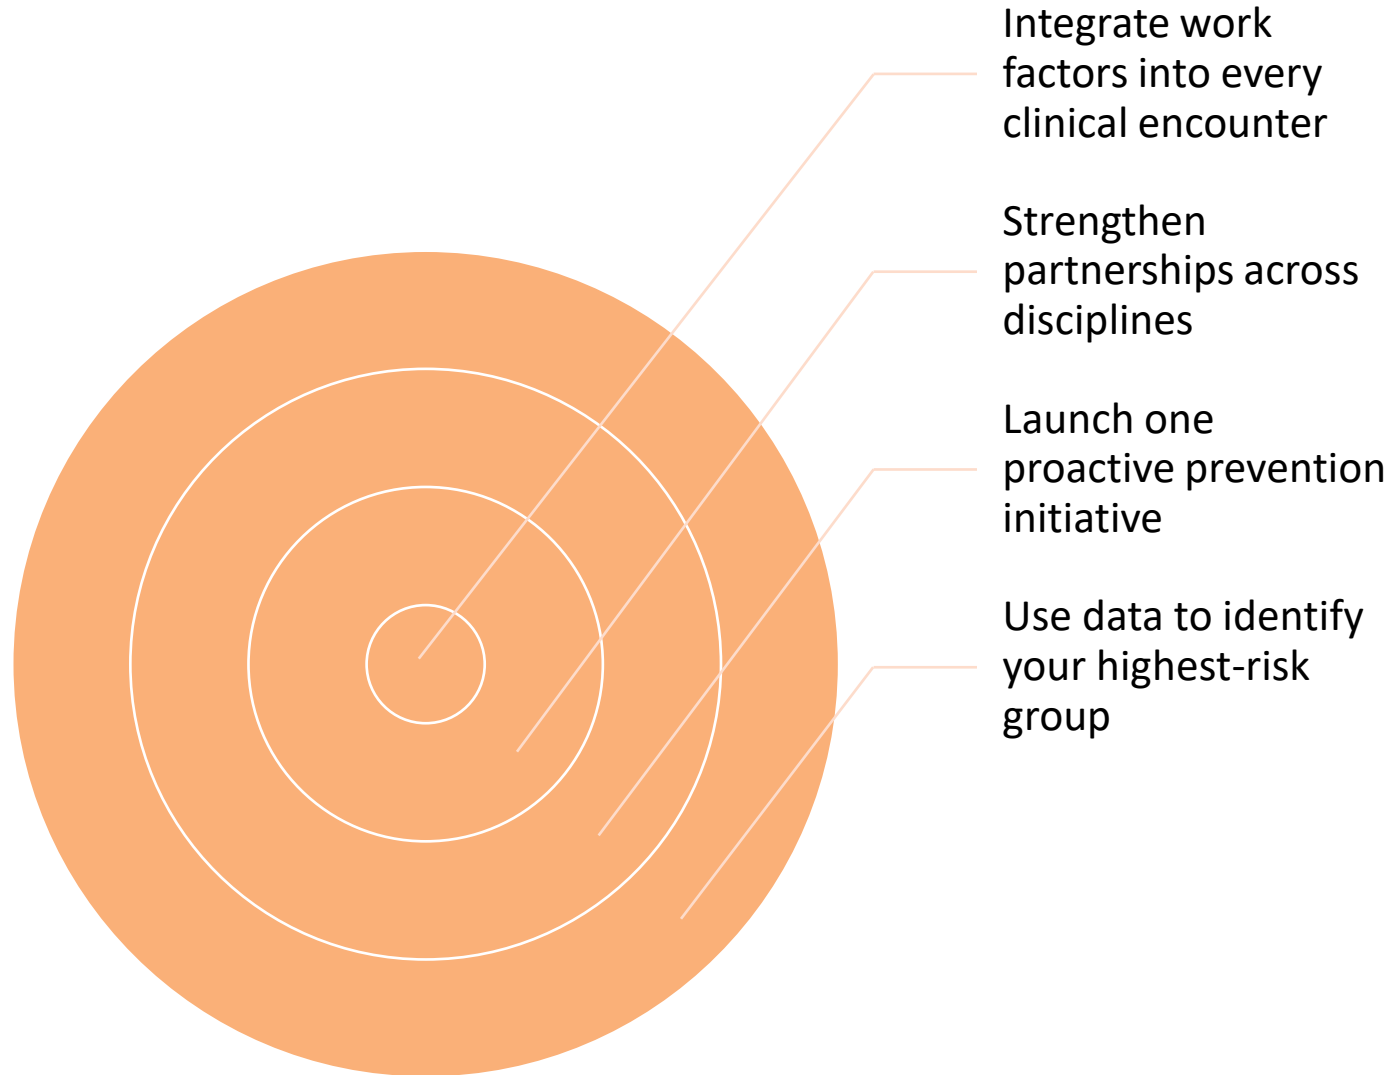 Integrate work
factors into every
clinical encounter
Strengthen
partnerships across
disciplines
Launch one
proactive prevention
initiative
Use data to identify
your highest-risk
group